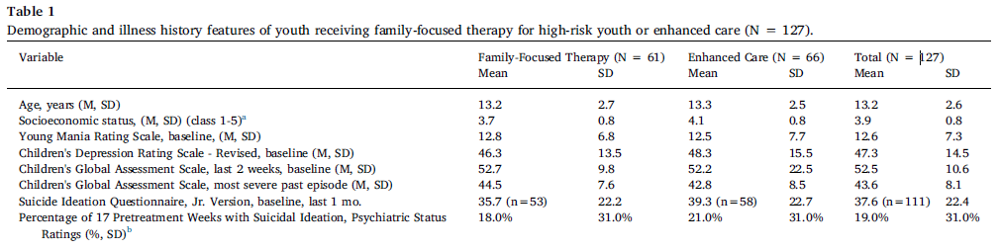 Table 1
Demographic and illness history features of youth receiving family-focused therapy for high-risk youth or enhanced care (N = 127).
Variable Family-Focused Therapy (N = 61) Enhanced Care (N = 66) Total (N = 127)
Mean SD Mean SD Mean SD
Age, years (M, SD) 13.2 2.7 13.3 2.5 13.2 2.6
Socioeconomic status, (M, SD) (class 1-5)a 3.7 0.8 4.1 0.8 3.9 0.8
Young Mania Rating Scale, baseline, (M, SD) 12.8 6.8 12.5 7.7 12.6 7.3
Children's Depression Rating Scale - Revised, baseline (M, SD) 46.3 13.5 48.3 15.5 47.3 14.5
Children's Global Assessment Scale, last 2 weeks, baseline (M, SD) 52.7 9.8 52.2 22.5 52.5 10.6
Children's Global Assessment Scale, most severe past episode (M, SD) 44.5 7.6 42.8 8.5 43.6 8.1
Suicide Ideation Questionnaire, Jr. Version, baseline, last 1 mo. 35.7 (n=53) 22.2 39.3 (n=58) 22.7 37.6 (n=111) 22.4
Percentage of 17 Pretreatment Weeks with Suicidal Ideation, Psychiatric Status 18.0% 31.0% 21.0% 31.0% 19.0% 31.0%
Ratings (%, SD)b